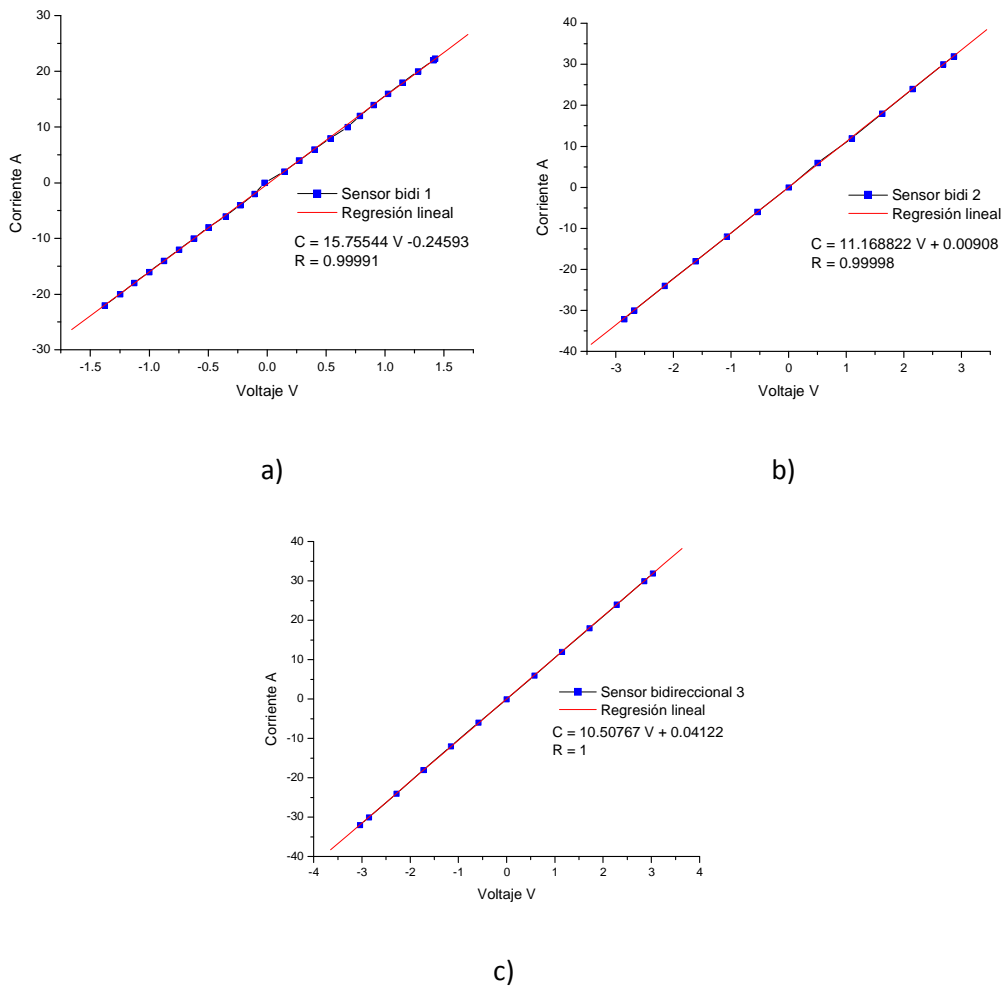 30
20
10
0
-10
-20
-30
-1.5 -1.0 -0.5 0.0 0.5 1.0 1.5
Corriente A
Voltaje V
Sensor bidi 1
Regresión lineal
C = 15.75544 V -0.24593
R = 0.99991
a)
40
30
20
10
0
-10
-20
-30
-40
-3 -2 -1 0 1 2 3
Corriente A
Voltaje V
Sensor bidi 2
Regresión lineal
C = 11.168822 V + 0.00908
R = 0.99998
b)
40
30
20
10
0
-10
-20
-30
-40
-4 -3 -2 -1 0 1 2 3 4
Corriente A
Voltaje V
Sensor bidireccional 3
Regresión lineal
C = 10.50767 V + 0.04122
R = 1
c)